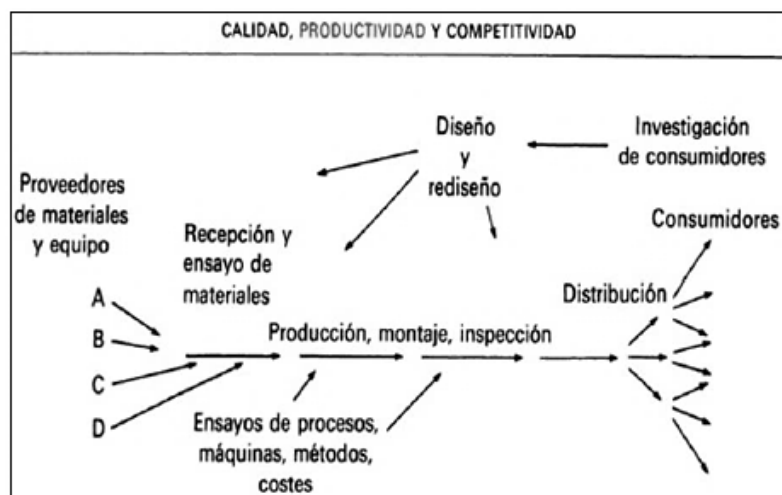 CALIDAD, PRODUCTIVIDAD Y COMPETITIVIDAD
Diseño
y
rediseño
Investigación
de consumidores
Proveedores
de materiales
y equipo
Recepción y
ensayo de
materiales
Consumidores
Distribución
A
B
C
D
Producción, montaje, inspección
Ensayos de procesos,
máquinas, métodos,
costes